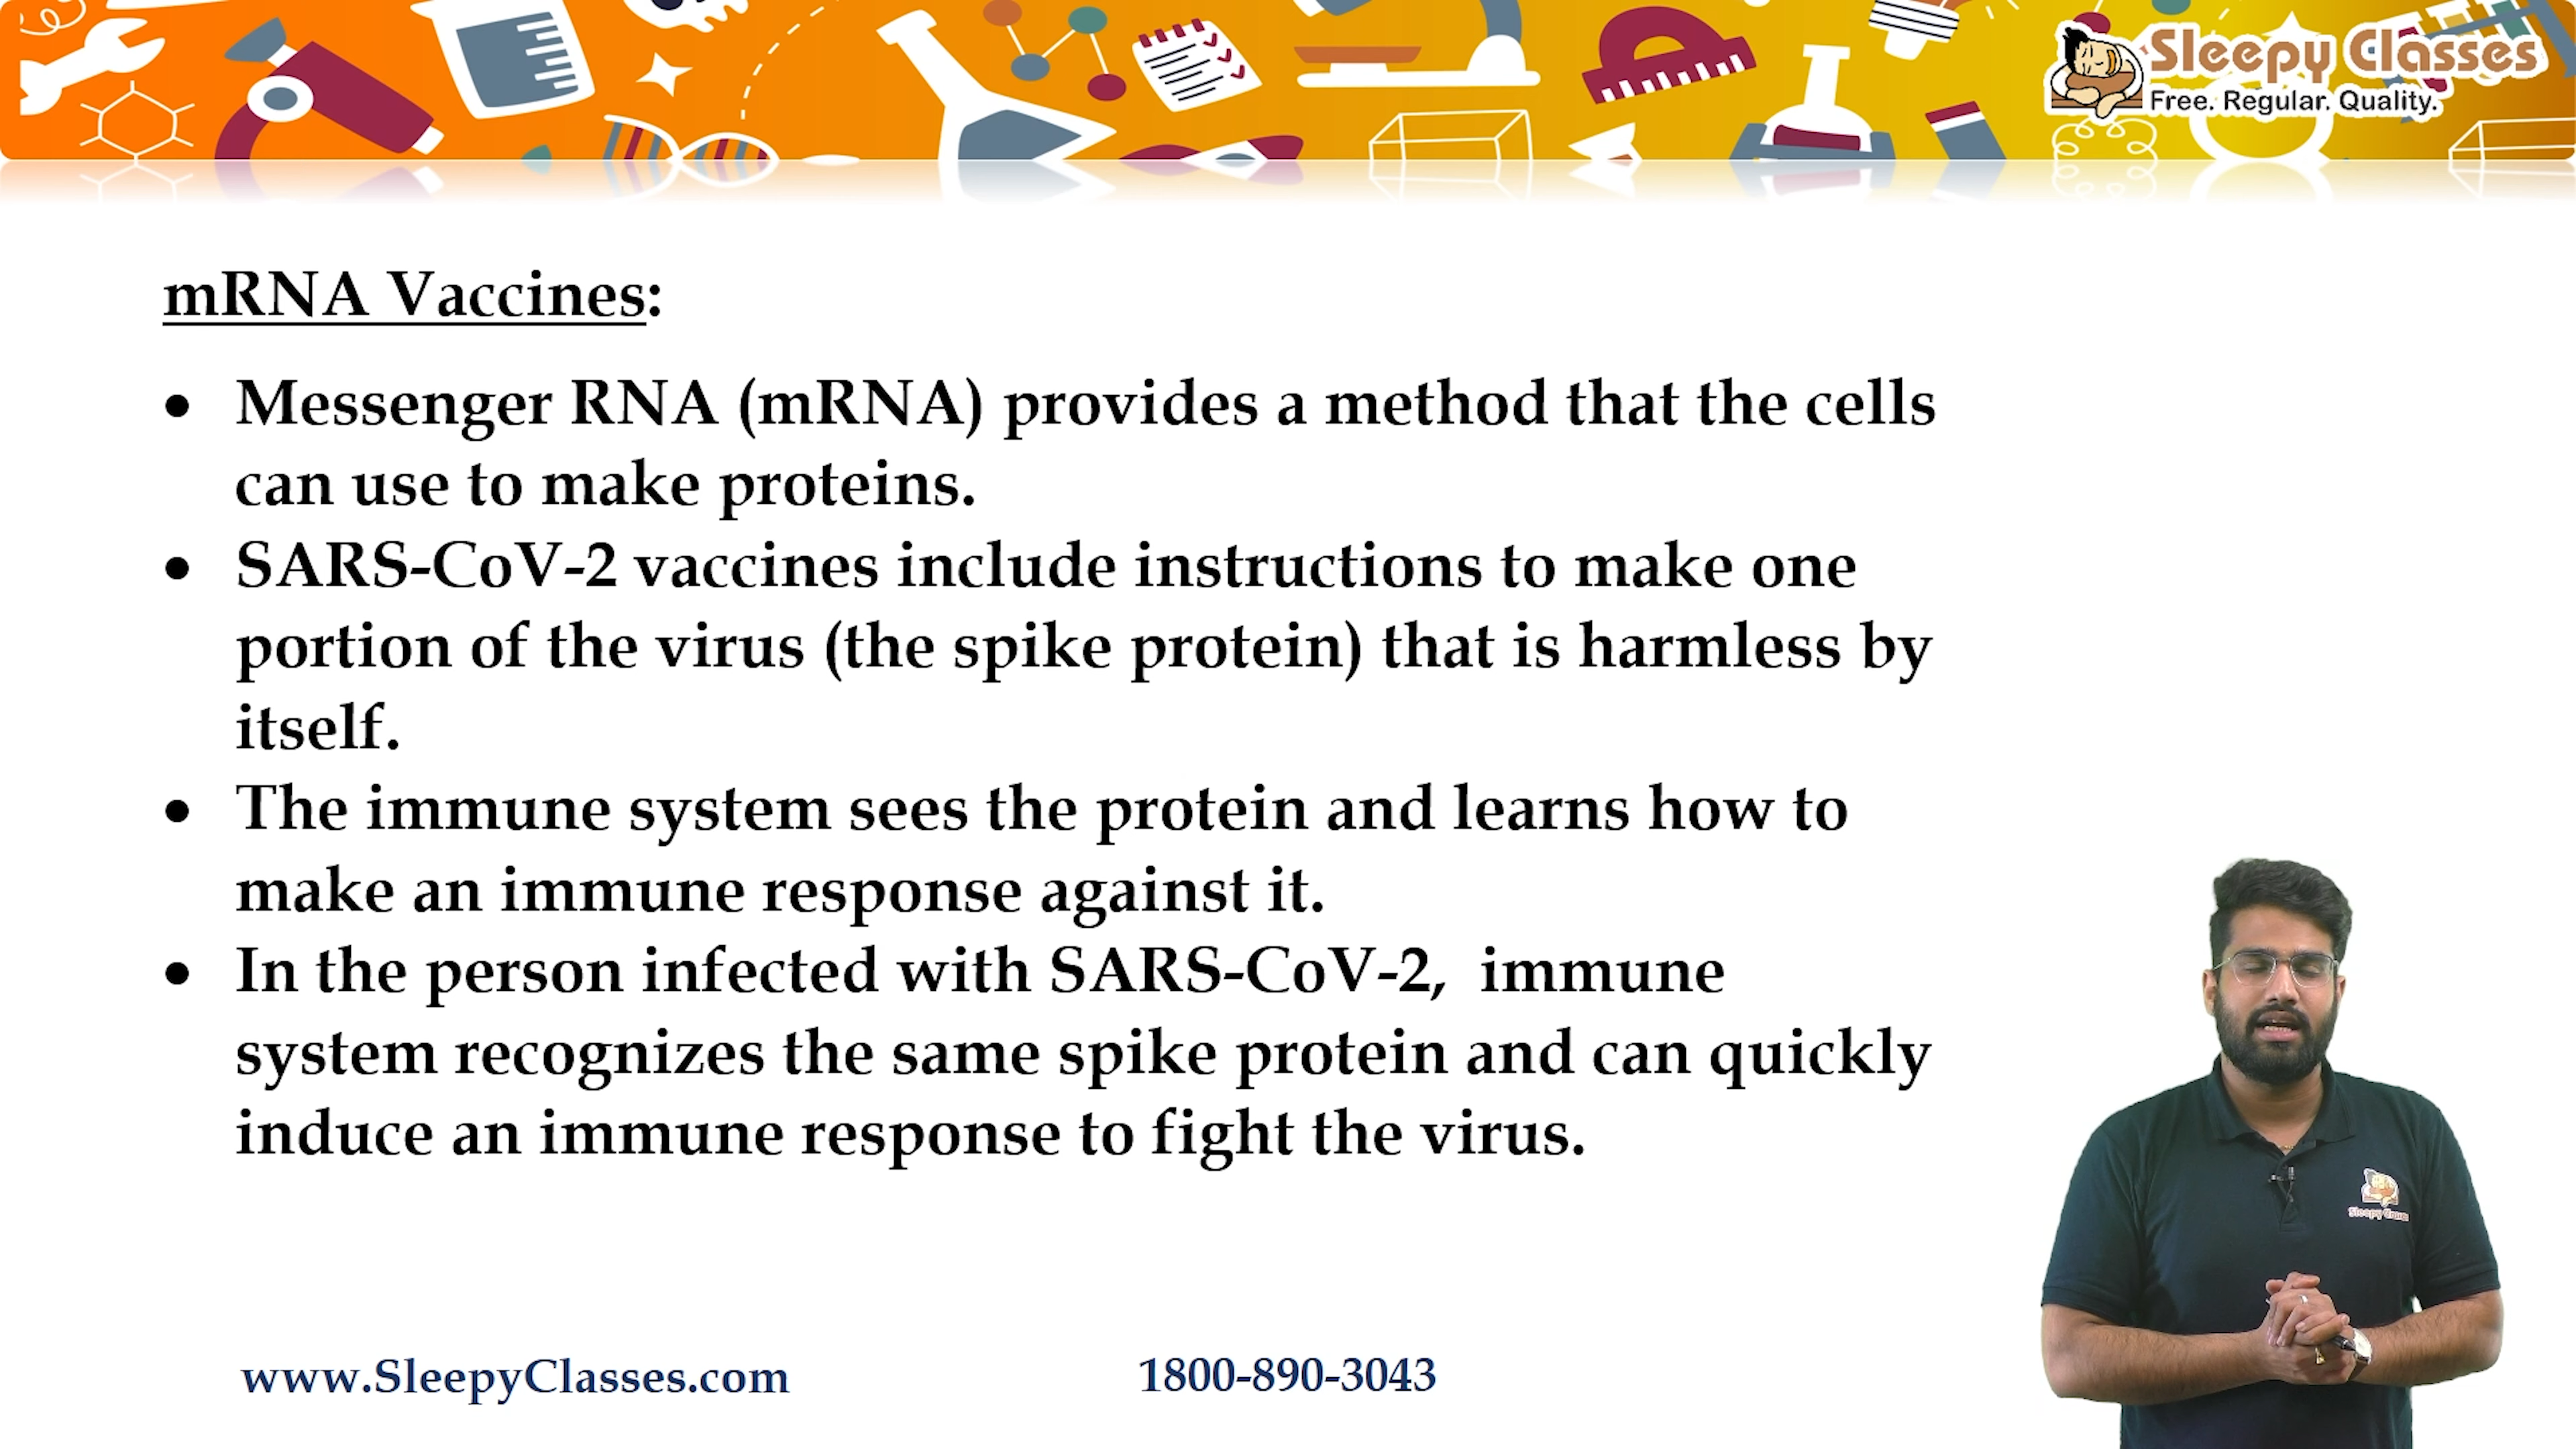 Sleepy Classes
Free. Regular. Quality.
mRNA Vaccines:
• Messenger RNA (mRNA) provides a method that the cells
can use to make proteins.
• SARS-CoV-2 vaccines include instructions to make one
portion of the virus (the spike protein) that is harmless by
itself.
• The immune system sees the protein and learns how to
make an immune response against it.
• In the person infected with SARS-CoV-2, immune
system recognizes the same spike protein and can quickly
induce an immune response to fight the virus.
Sleepy Classes
www.SleepyClasses.com
1800-890-3043